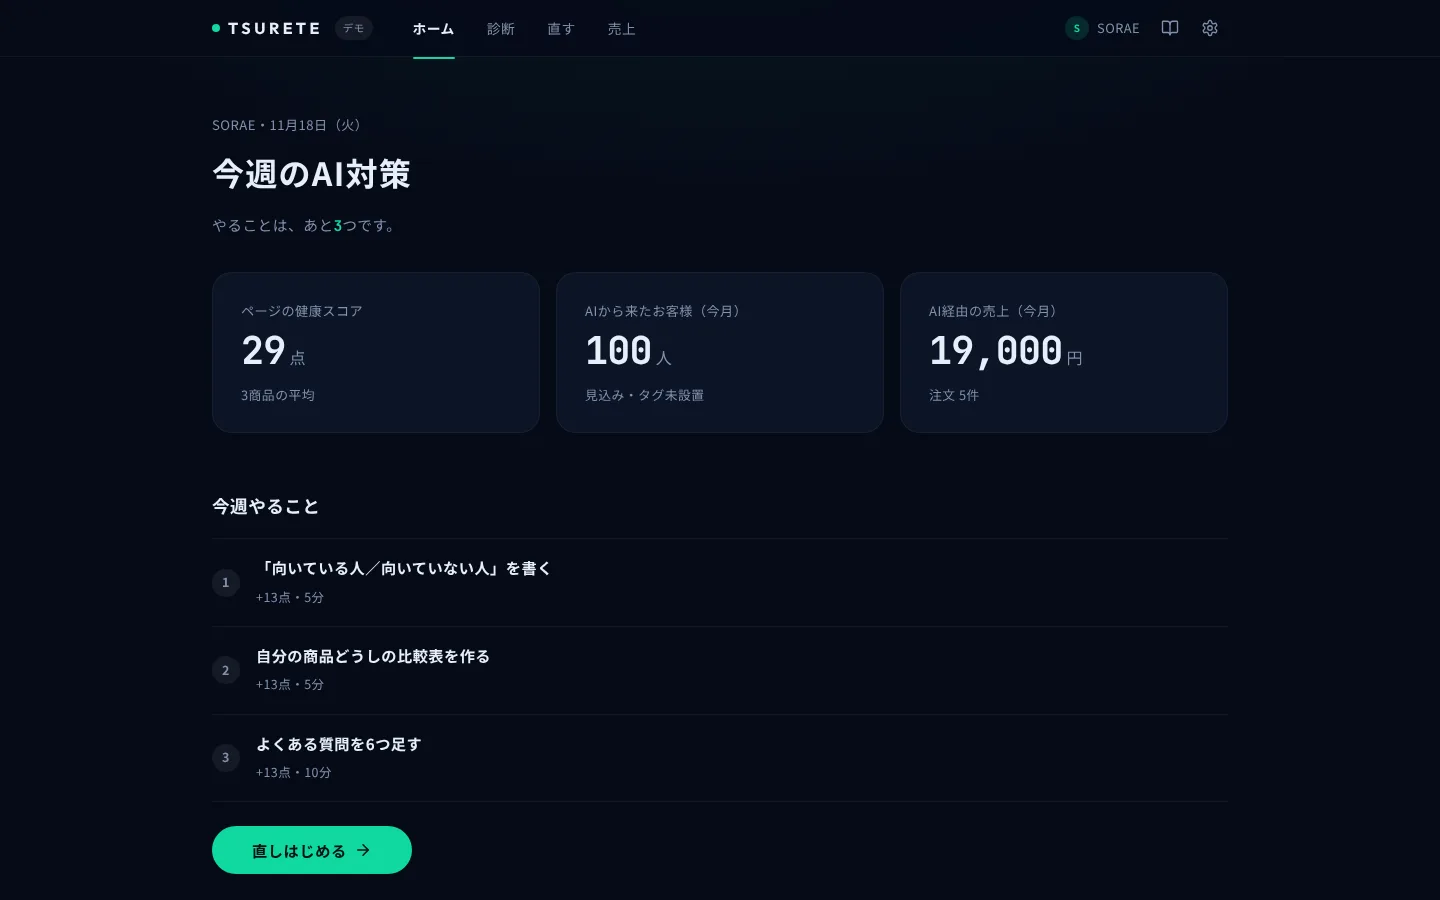 TSURETE デモ ホーム 診断 直す 売上 S SORAE
SORAE・11月18日（火）
今週のAI対策
やることは、あと3つです。
ページの健康スコア
29点
3商品の平均
AIから来たお客様（今月）
100人
見込み・タグ未設置
AI経由の売上（今月）
19,000円
注文 5件
今週やること
1
「向いている人／向いていない人」を書く
+13点・5分
2
自分の商品どうしの比較表を作る
+13点・5分
3
よくある質問を6つ足す
+13点・10分
直しはじめる →